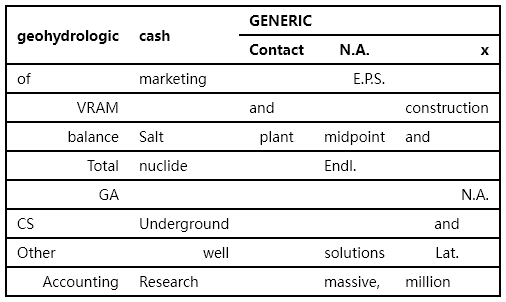 geohydrologic cash GENERIC
Contact N.A. x
of marketing E.P.S.
VRAM and construction
balance Salt plant midpoint and
Total nuclide Endl.
GA N.A.
CS Underground and
Other well solutions Lat.
Accounting Research massive, million